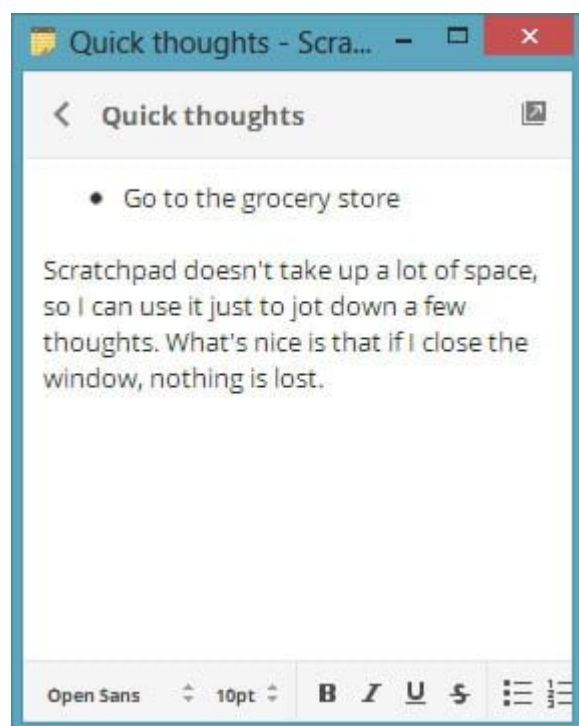 Quick thoughts - Scra...
Quick thoughts
• Go to the grocery store
Scratchpad doesn't take up a lot of space,
so I can use it just to jot down a few
thoughts. What's nice is that if I close the
window, nothing is lost.
Open Sans 10pt B I U S